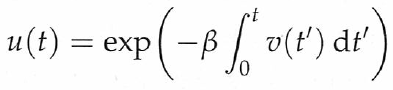 u(t) = exp(−β ∫₀ᵗ v(t′) dt′)